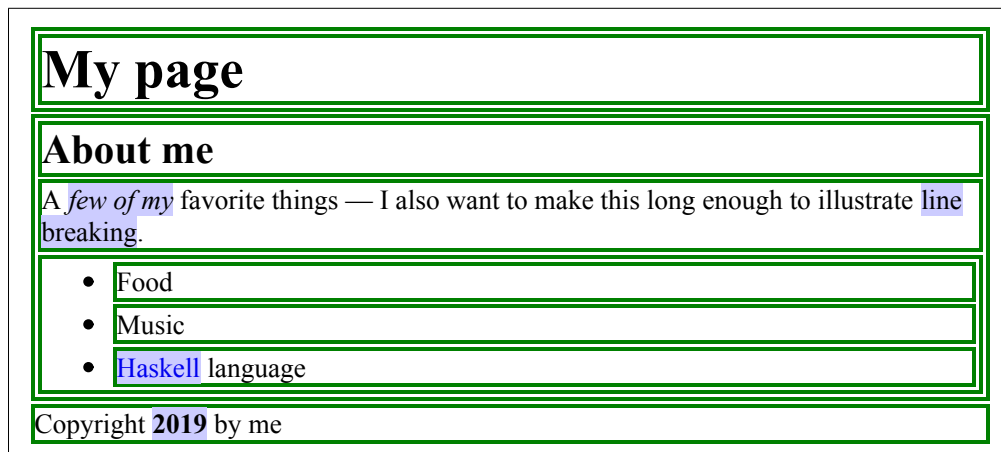 My page
About me
A few of my favorite things — I also want to make this long enough to illustrate line
breaking.
• Food
• Music
• Haskell language
Copyright 2019 by me